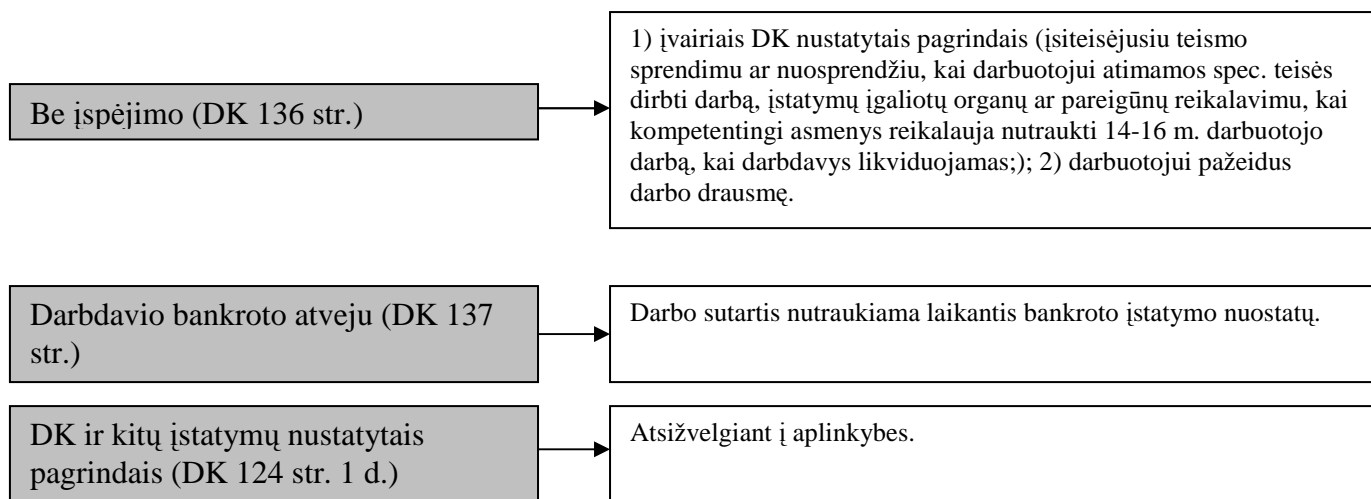 Be įspėjimo (DK 136 str.)
1) įvairiais DK nustatytais pagrindais (įsiteisėjusiu teismo
sprendimu ar nuosprendžiu, kai darbuotojui atimamos spec. teisės
dirbti darbą, įstatymų įgaliotų organų ar pareigūnų reikalavimu, kai
kompetentingi asmenys reikalauja nutraukti 14-16 m. darbuotojo
darbą, kai darbdavys likviduojamas;); 2) darbuotojui pažeidus
darbo drausmę.
Darbdavio bankroto atveju (DK 137
str.)
Darbo sutartis nutraukiama laikantis bankroto įstatymo nuostatų.
DK ir kitų įstatymų nustatytais
pagrindais (DK 124 str. 1 d.)
Atsižvelgiant į aplinkybes.